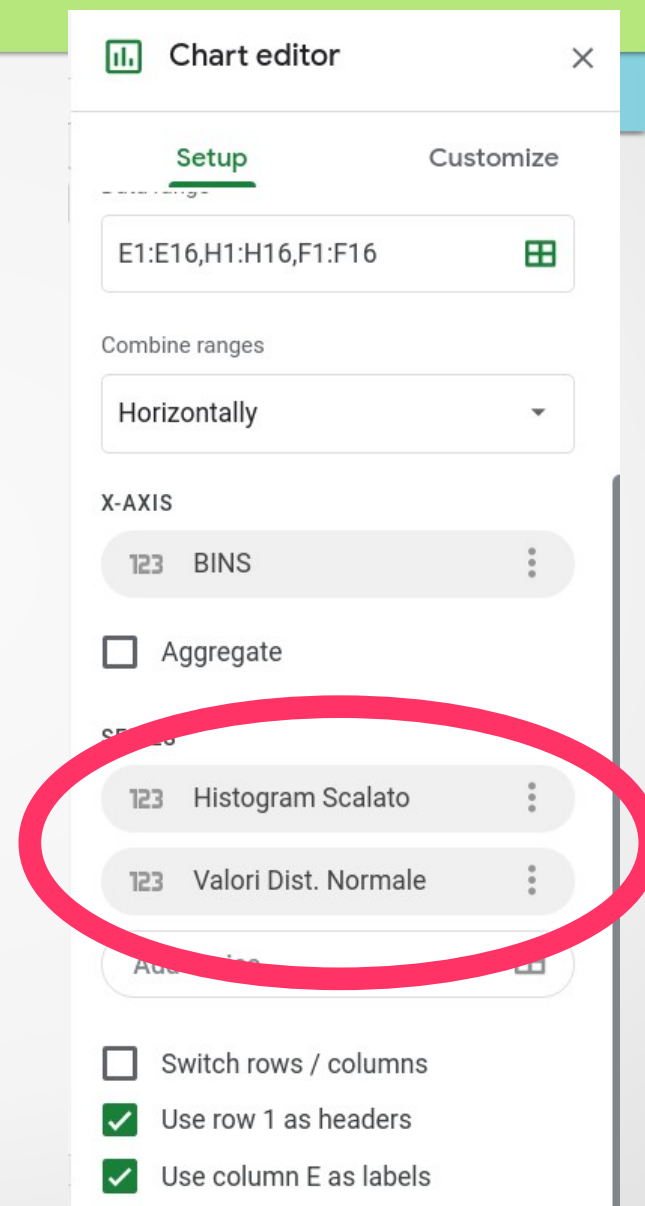 Chart editor
Setup
Customize
E1:E16,H1:H16,F1:F16
Combine ranges
Horizontally
X-AXIS
123 BINS
Aggregate
123 Histogram Scalato
123 Valori Dist. Normale
Switch rows / columns
Use row 1 as headers
Use column E as labels